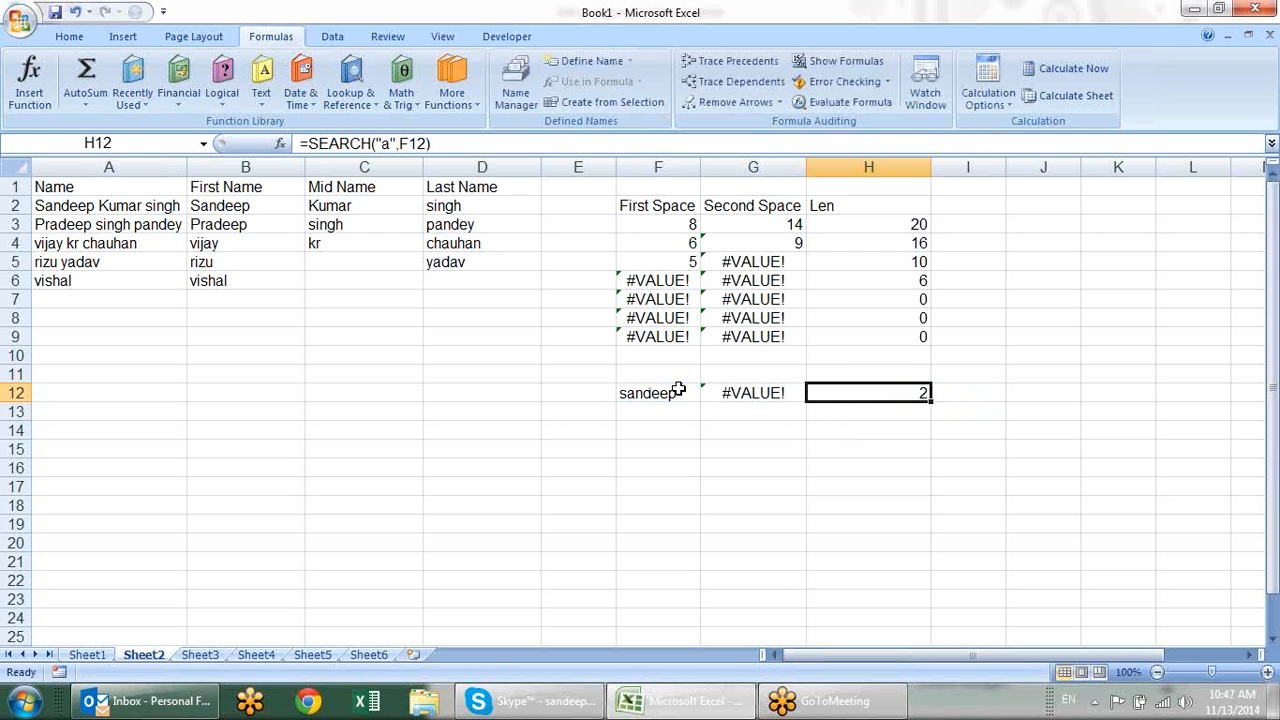 Book1 - Microsoft Excel
Home Insert Page Layout Formulas Data Review View Developer
Insert Function
AutoSum
Recently Used
Financial
Logical
Text
Date & Time
Lookup & Reference
Math & Trig
More Functions
Function Library
Name Manager
Define Name
Use in Formula
Create from Selection
Defined Names
Trace Precedents
Trace Dependents
Remove Arrows
Show Formulas
Error Checking
Evaluate Formula
Formula Auditing
Watch Window
Calculation Options
Calculate Now
Calculate Sheet
Calculation
H12 fx =SEARCH("a",F12)
A B C D E F G H I J K L
1 Name First Name Mid Name Last Name
2 Sandeep Kumar singh Sandeep Kumar singh First Space Second Space Len
3 Pradeep singh pandey Pradeep singh pandey 8 14 20
4 vijay kr chauhan vijay kr chauhan 6 9 16
5 rizu yadav rizu yadav 5 #VALUE! 10
6 vishal vishal #VALUE! #VALUE! 6
7 #VALUE! #VALUE! 0
8 #VALUE! #VALUE! 0
9 #VALUE! #VALUE! 0
10
11
12 sandeep #VALUE! 2
13
14
15
16
17
18
19
20
21
22
23
24
25
Sheet1 Sheet2 Sheet3 Sheet4 Sheet5 Sheet6
Ready 100%
Inbox - Personal F... Skype™ - sandeep... Microsoft Excel - ... GoToMeeting EN 10:47 AM
11/13/2014